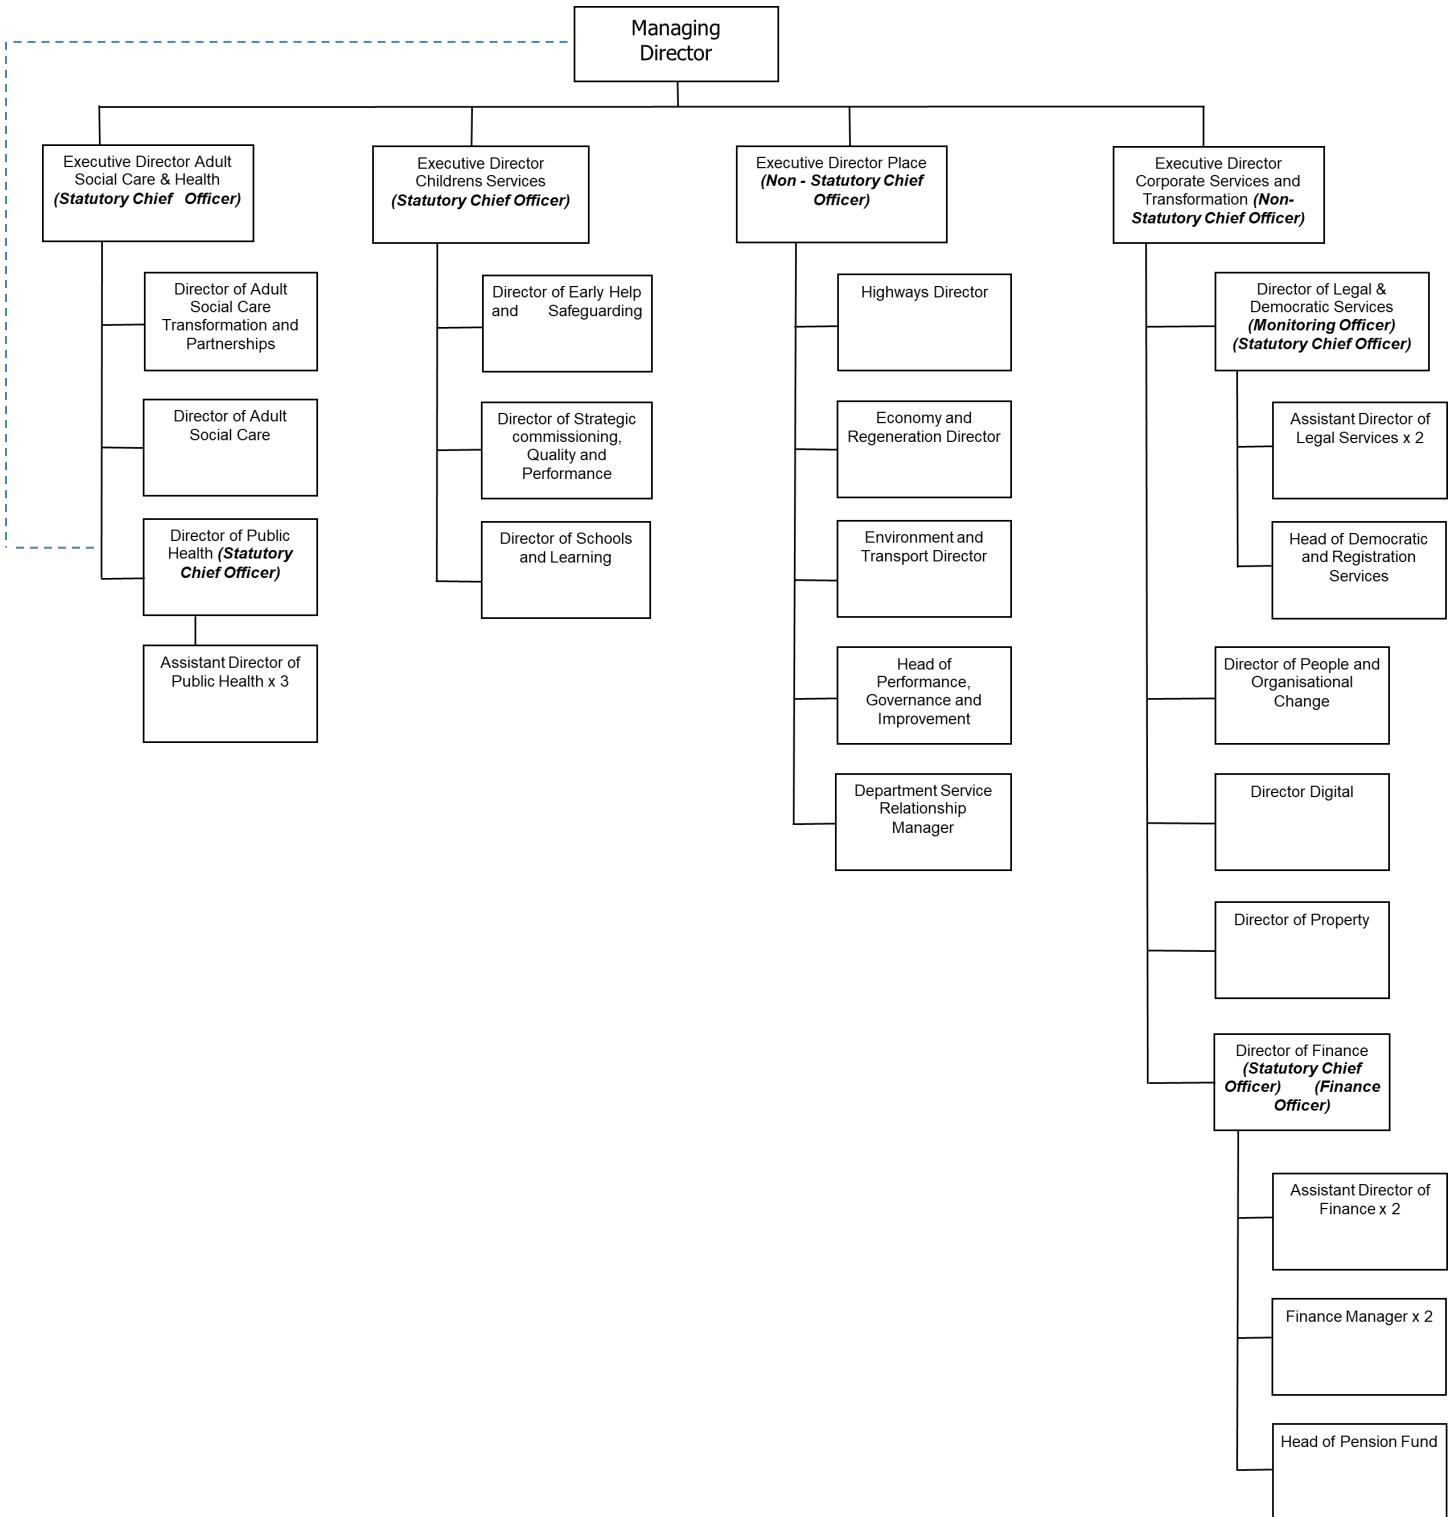 Managing
Director
Executive Director Adult
Social Care & Health
(Statutory Chief Officer)
Director of Adult
Social Care
Transformation and
Partnerships
Director of Adult
Social Care
Director of Public
Health (Statutory
Chief Officer)
Assistant Director of
Public Health x 3
Executive Director
Childrens Services
(Statutory Chief Officer)
Director of Early Help
and Safeguarding
Director of Strategic
commissioning,
Quality and
Performance
Director of Schools
and Learning
Executive Director Place
(Non - Statutory Chief
Officer)
Highways Director
Economy and
Regeneration Director
Environment and
Transport Director
Head of
Performance,
Governance and
Improvement
Department Service
Relationship
Manager
Executive Director
Corporate Services and
Transformation (Non-
Statutory Chief Officer)
Director of Legal &
Democratic Services
(Monitoring Officer)
(Statutory Chief Officer)
Assistant Director of
Legal Services x 2
Head of Democratic
and Registration
Services
Director of People and
Organisational
Change
Director Digital
Director of Property
Director of Finance
(Statutory Chief
Officer) (Finance
Officer)
Assistant Director of
Finance x 2
Finance Manager x 2
Head of Pension Fund